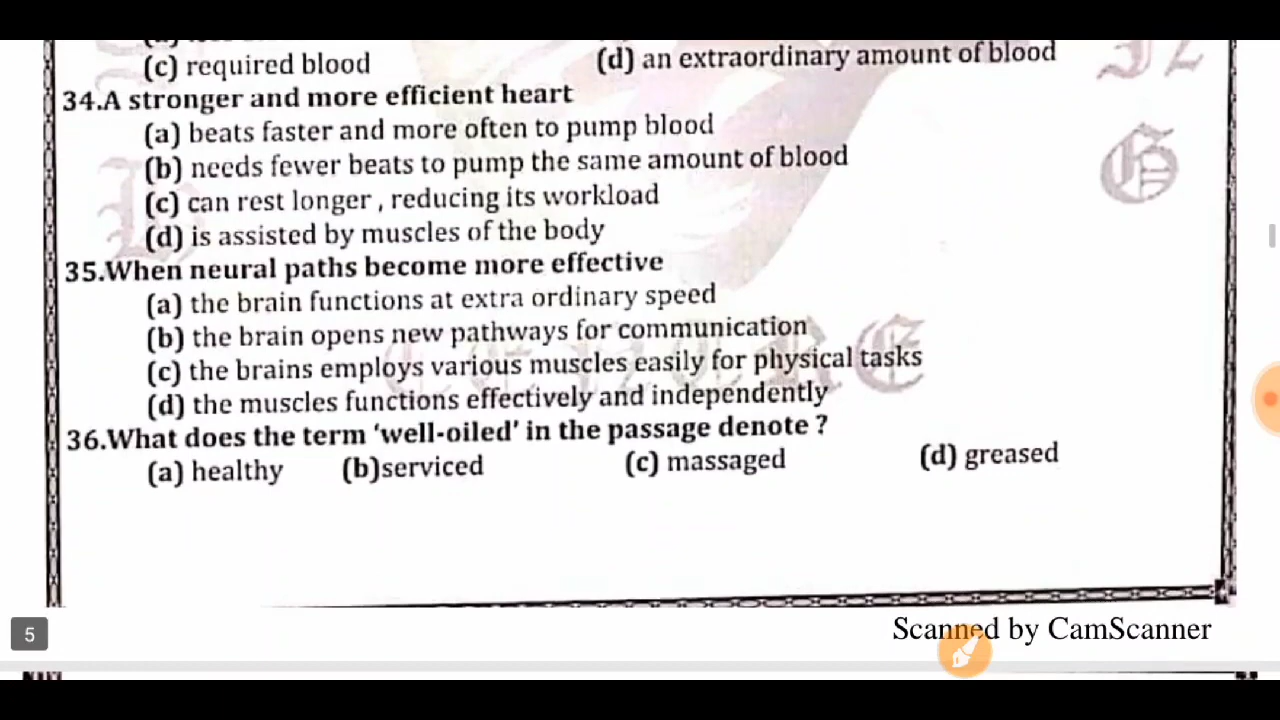 (c) required blood (d) an extraordinary amount of blood
34.A stronger and more efficient heart
(a) beats faster and more often to pump blood
(b) needs fewer beats to pump the same amount of blood
(c) can rest longer , reducing its workload
(d) is assisted by muscles of the body
35.When neural paths become more effective
(a) the brain functions at extra ordinary speed
(b) the brain opens new pathways for communication
(c) the brains employs various muscles easily for physical tasks
(d) the muscles functions effectively and independently
36.What does the term ‘well-oiled’ in the passage denote ?
(a) healthy (b)serviced (c) massaged (d) greased
5
Scanned by CamScanner